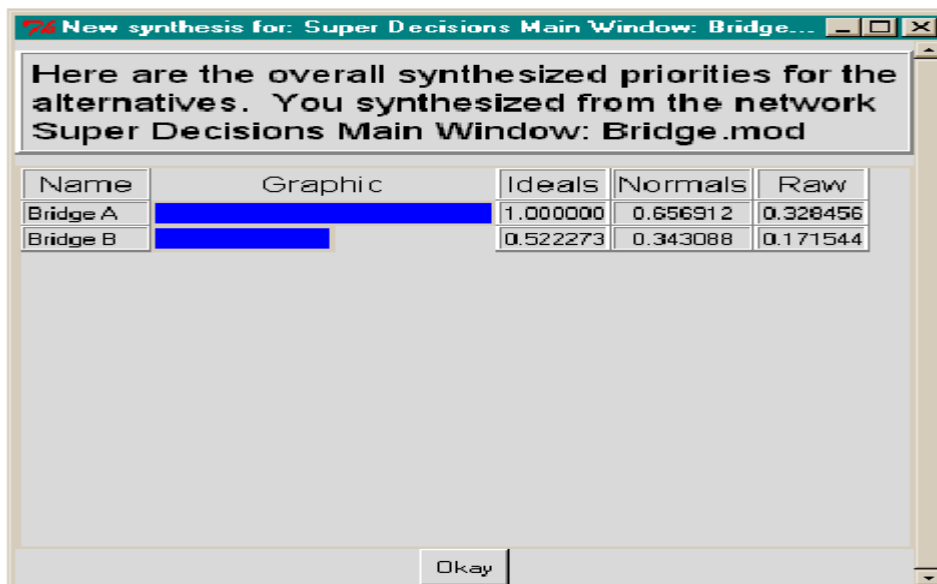 New synthesis for: Super Decisions Main Window: Bridge...
Here are the overall synthesized priorities for the
alternatives. You synthesized from the network
Super Decisions Main Window: Bridge.mod
Name Graphic Ideals Normals Raw
Bridge A 1.000000 0.656912 0.328456
Bridge B 0.522273 0.343088 0.171544
Okay